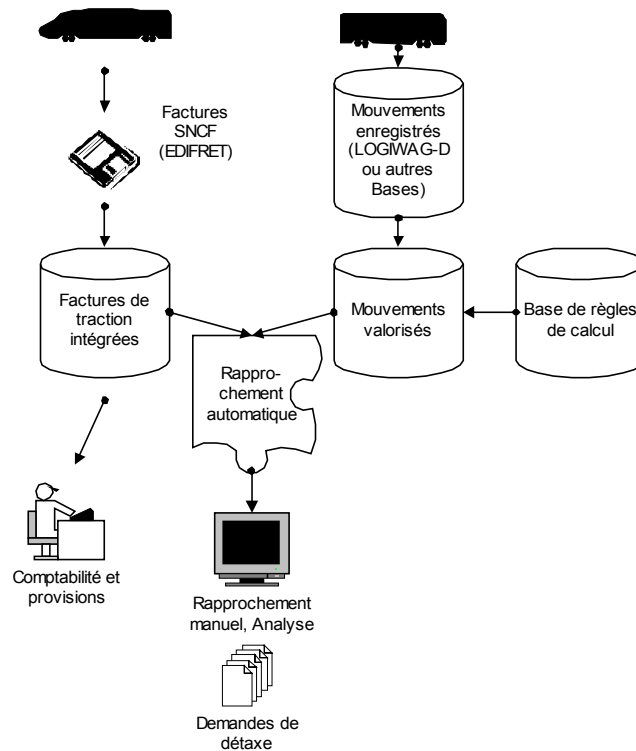 Factures
SNCF
(EDIFRET)
Mouvements
enregistrés
(LOGIWAG-D
ou autres
Bases)
Factures de
traction
intégrées
Mouvements
valorisés
Base de règles
de calcul
Rappro-
chement
automatique
Comptabilité et
provisions
Rapprochement
manuel, Analyse
Demandes de
détaxe